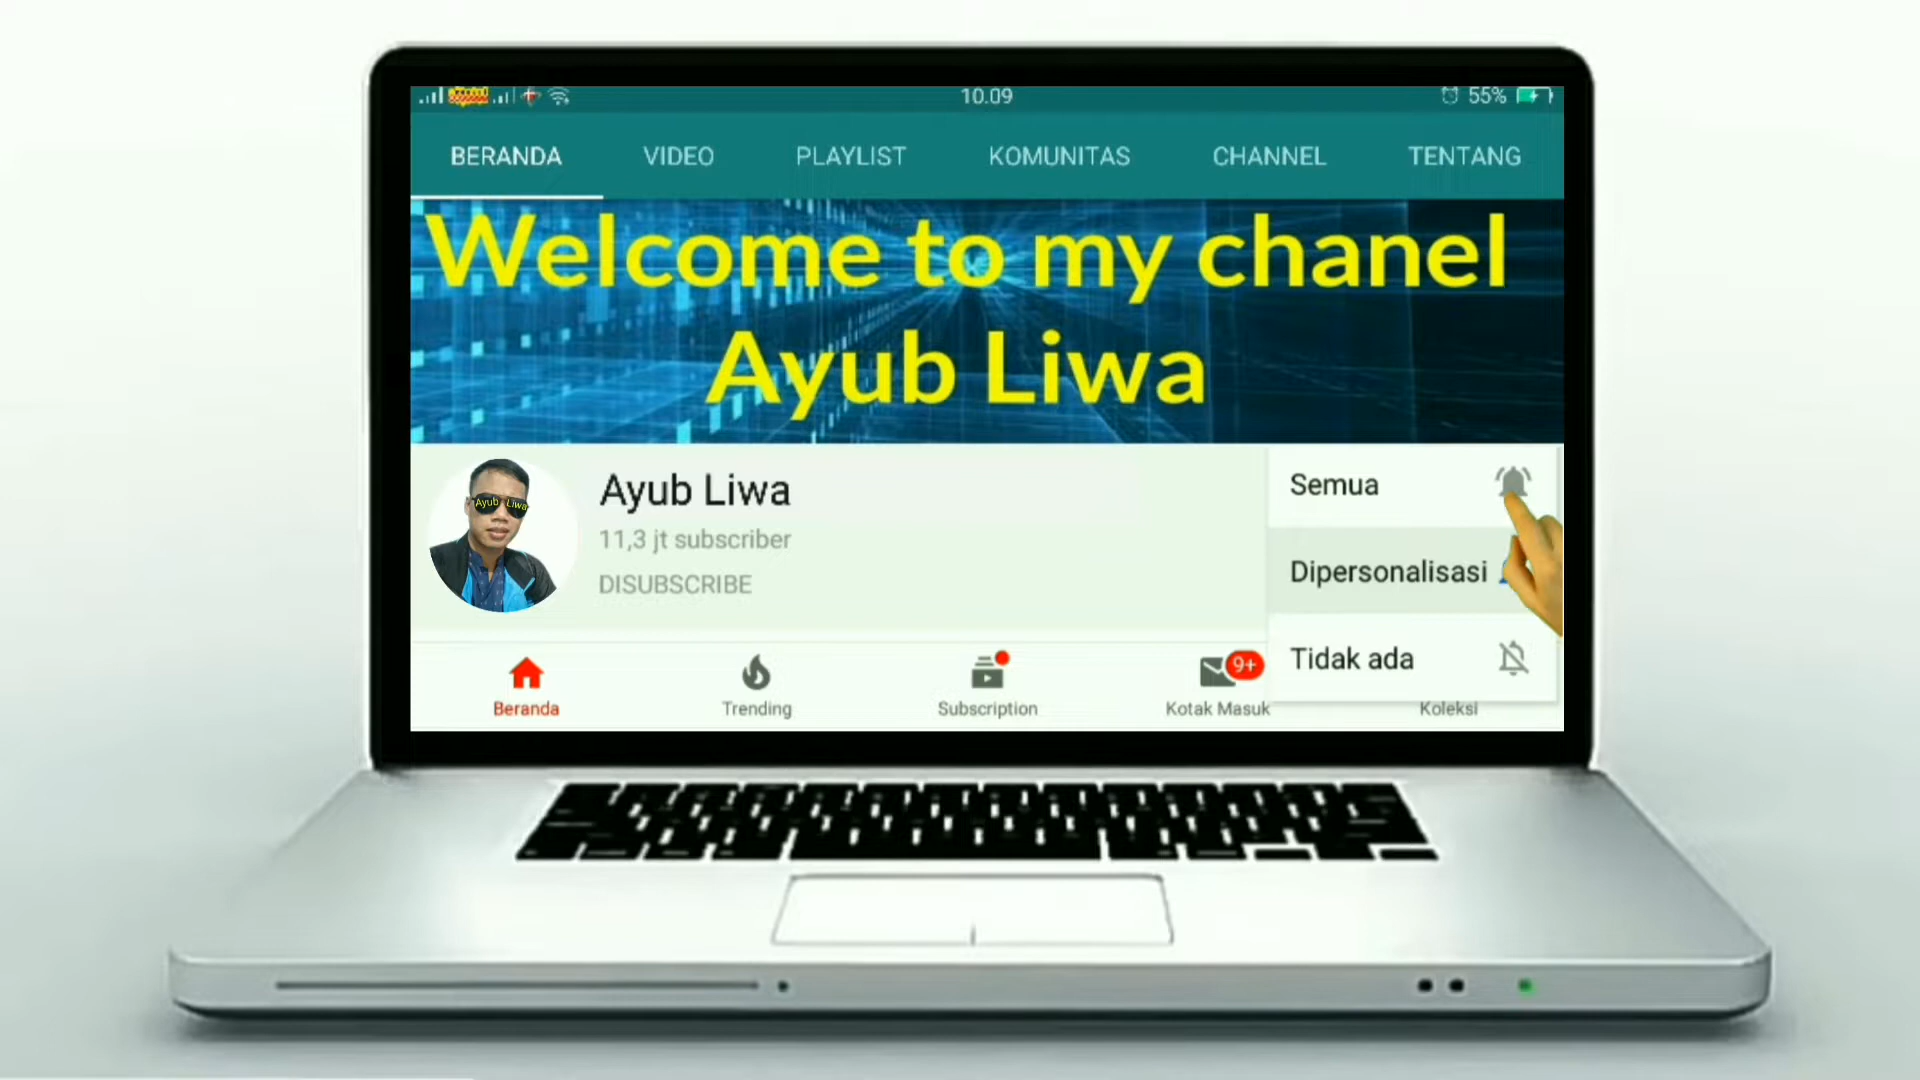 10.09
55%
BERANDA VIDEO PLAYLIST KOMUNITAS CHANNEL TENTANG
Welcome to my chanel
Ayub Liwa
Ayub Liwa
Ayub Liwa
11,3 jt subscriber
DISUBSCRIBE
Semua
Dipersonalisasi
Tidak ada
9+
Beranda Trending Subscription Kotak Masuk Koleksi